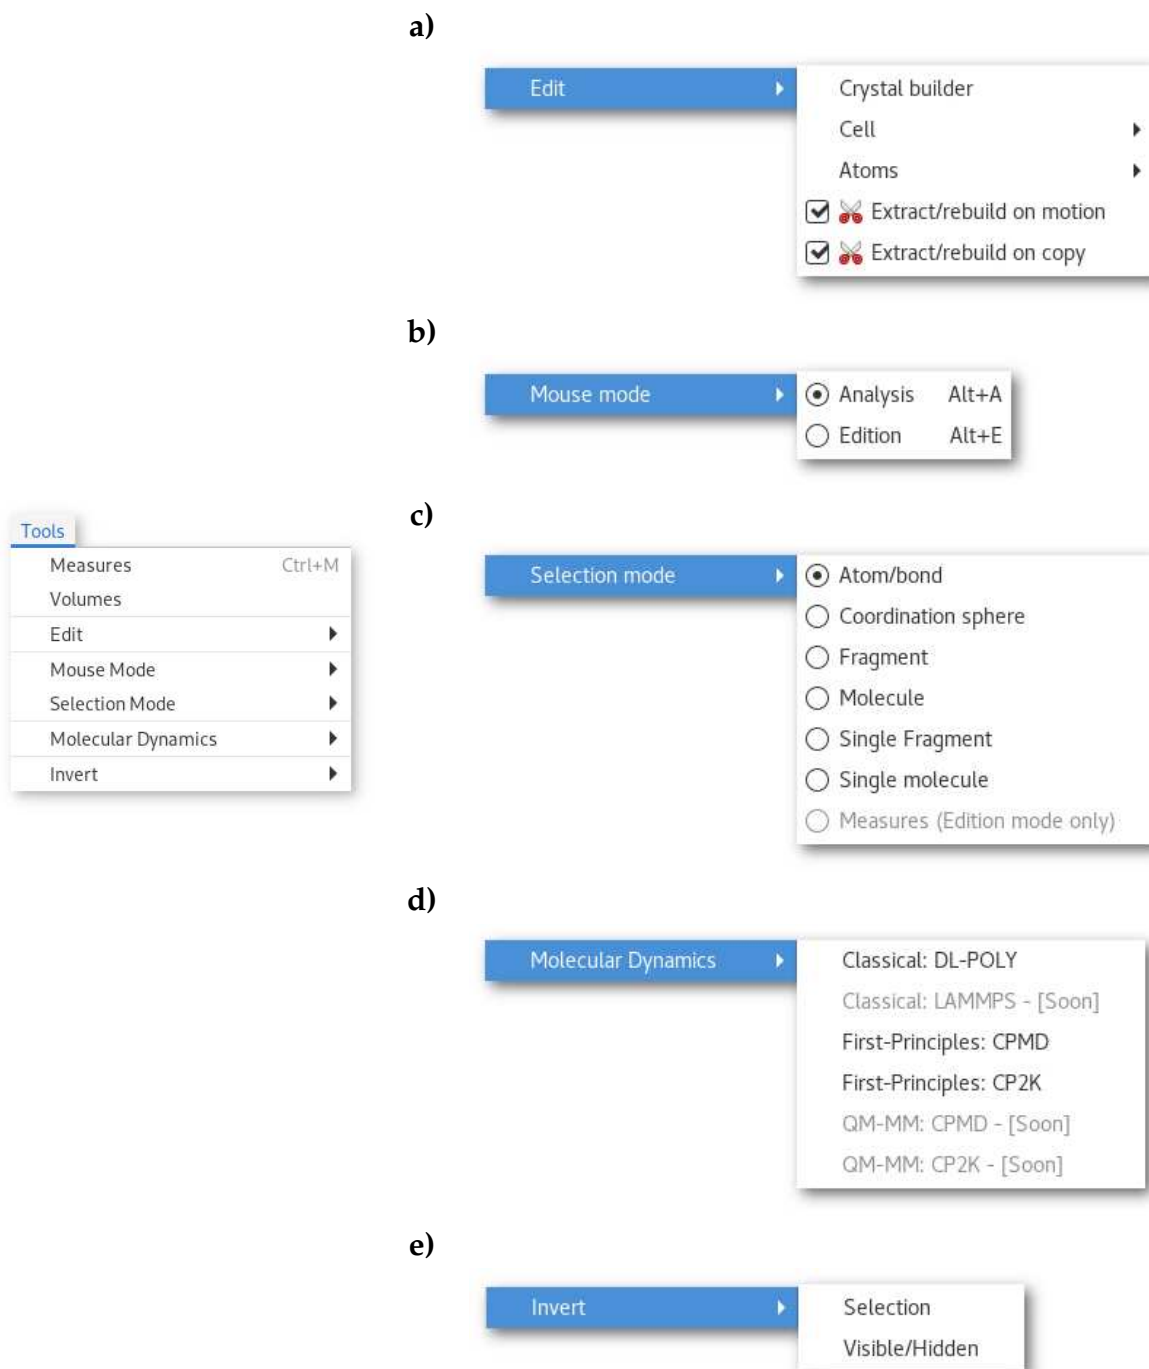 a)
Edit
Crystal builder
Cell
Atoms
Extract/rebuild on motion
Extract/rebuild on copy
b)
Mouse mode
Analysis Alt+A
Edition Alt+E
Tools
Measures Ctrl+M
Volumes
Edit
Mouse Mode
Selection Mode
Molecular Dynamics
Invert
c)
Selection mode
Atom/bond
Coordination sphere
Fragment
Molecule
Single Fragment
Single molecule
Measures (Edition mode only)
d)
Molecular Dynamics
Classical: DL-POLY
Classical: LAMMPS - [Soon]
First-Principles: CPMD
First-Principles: CP2K
QM-MM: CPMD - [Soon]
QM-MM: CP2K - [Soon]
e)
Invert
Selection
Visible/Hidden